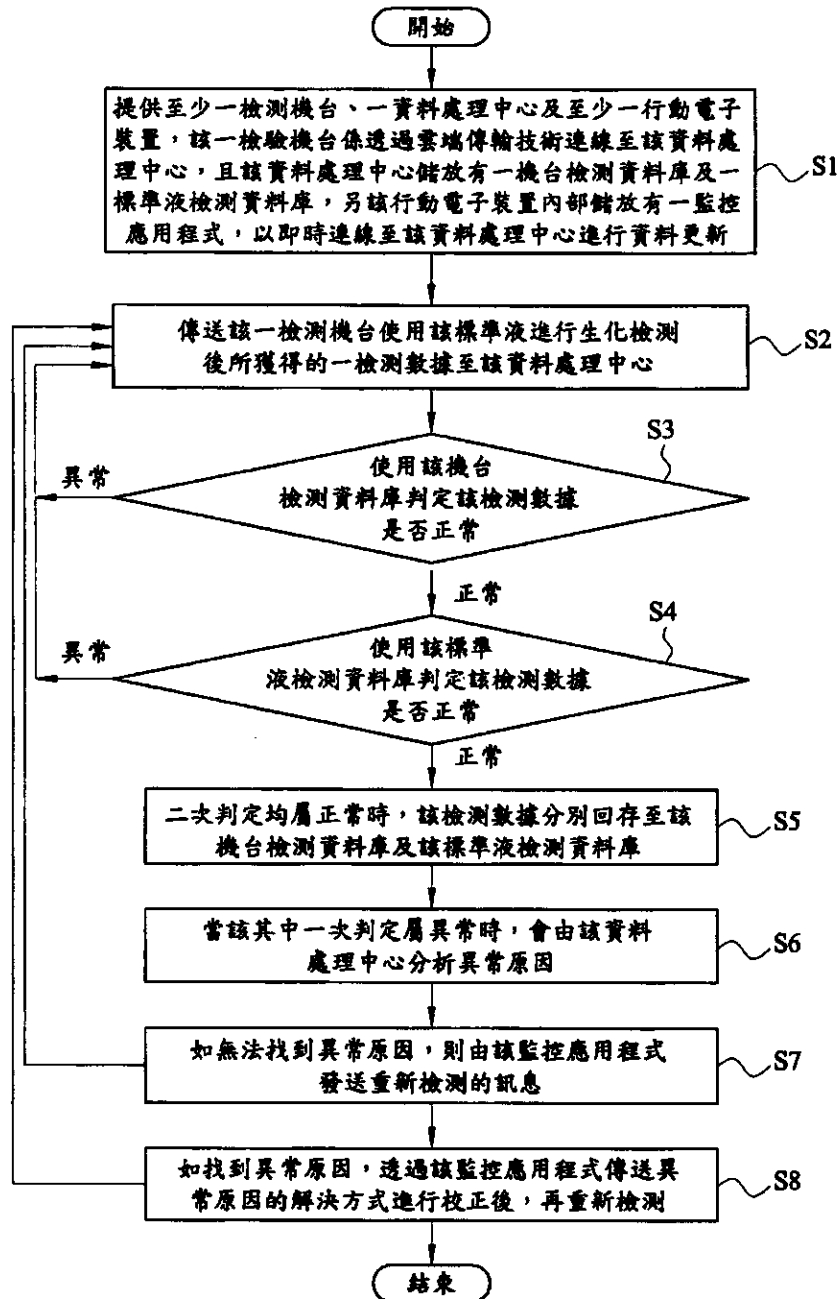 開始
提供至少一檢測機台、一資料處理中心及至少一行動電子
裝置，該一檢驗機台係透過雲端傳輸技術連線至該資料處
理中心，且該資料處理中心儲放有一機台檢測資料庫及一
標準液檢測資料庫，另該行動電子裝置內部儲放有一監控
應用程式，以即時連線至該資料處理中心進行資料更新
S1
傳送該一檢測機台使用該標準液進行生化檢測
後所獲得的一檢測數據至該資料處理中心
S2
S3
使用該機台
檢測資料庫判定該檢測數據
是否正常
異常
正常
S4
使用該標準
液檢測資料庫判定該檢測數據
是否正常
異常
正常
二次判定均屬正常時，該檢測數據分別回存至該
機台檢測資料庫及該標準液檢測資料庫
S5
當該其中一次判定屬異常時，會由該資料
處理中心分析異常原因
S6
如無法找到異常原因，則由該監控應用程式
發送重新檢測的訊息
S7
如找到異常原因，透過該監控應用程式傳送異
常原因的解決方式進行校正後，再重新檢測
S8
結束